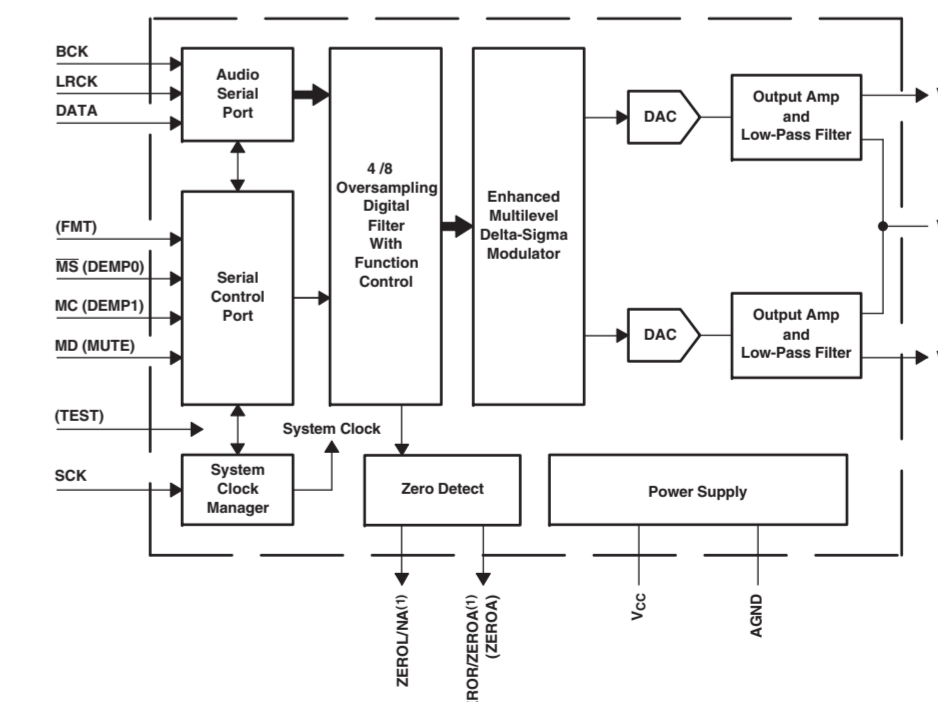 BCK
LRCK
DATA
Audio
Serial
Port
(FMT)
MS (DEMP0)
MC (DEMP1)
MD (MUTE)
Serial
Control
Port
(TEST)
SCK
System
Clock
Manager
System Clock
4 /8
Oversampling
Digital
Filter
With
Function
Control
Enhanced
Multilevel
Delta-Sigma
Modulator
DAC
Output Amp
and
Low-Pass Filter
DAC
Output Amp
and
Low-Pass Filter
Zero Detect
Power Supply
ZEROL/NA(1)
ROR/ZEROA(1)
(ZEROA)
VCC
AGND